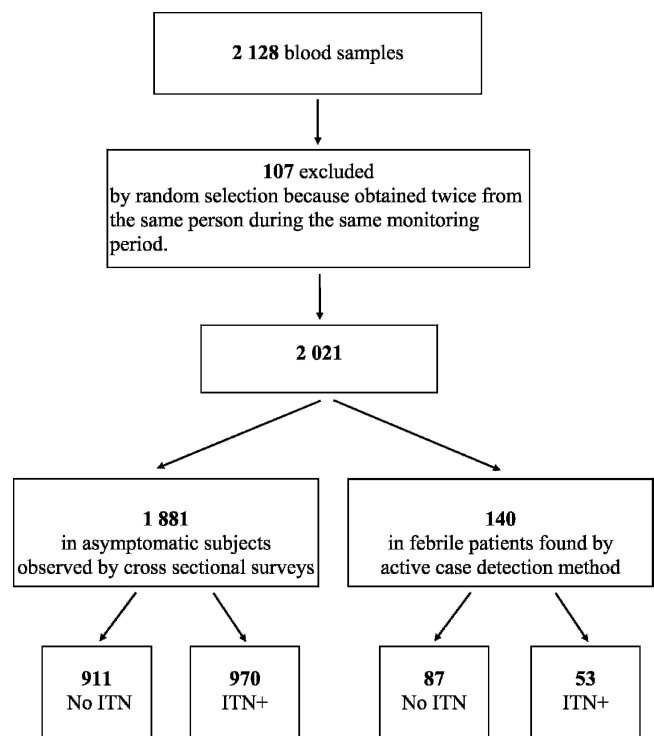 2 128 blood samples
107 excluded
by random selection because obtained twice from
the same person during the same monitoring
period.
2 021
1 881
in asymptomatic subjects
observed by cross sectional surveys
140
in febrile patients found by
active case detection method
911
No ITN
970
ITN+
87
No ITN
53
ITN+